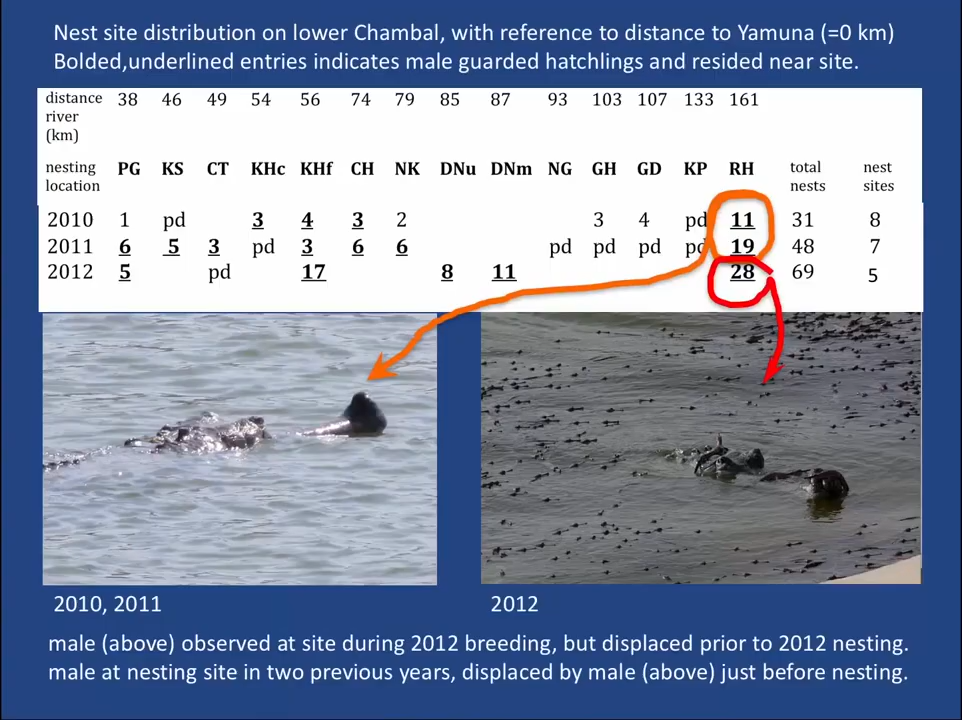 Nest site distribution on lower Chambal, with reference to distance to Yamuna (=0 km)
Bolded,underlined entries indicates male guarded hatchlings and resided near site.
distance river (km) 38 46 49 54 56 74 79 85 87 93 103 107 133 161
nesting location PG KS CT KHc KHf CH NK DNu DNm NG GH GD KP RH total nests nest sites
2010 1 pd 3 4 3 2 3 4 pd 11 31 8
2011 6 5 3 pd 3 6 6 pd pd pd pd 19 48 7
2012 5 pd 17 8 11 28 69 5
2010, 2011
2012
male (above) observed at site during 2012 breeding, but displaced prior to 2012 nesting.
male at nesting site in two previous years, displaced by male (above) just before nesting.